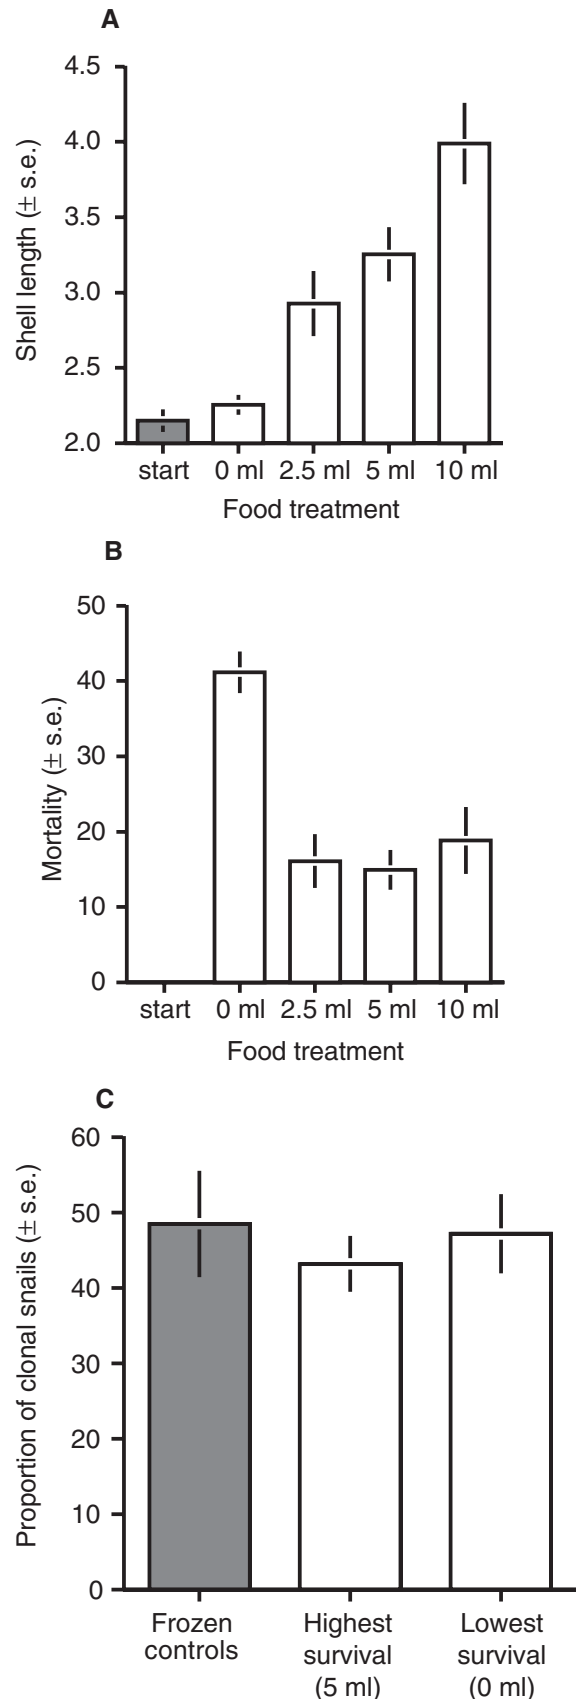 A
Shell length (± s.e.)
4.5
4.0
3.5
3.0
2.5
2.0
start 0 ml 2.5 ml 5 ml 10 ml
Food treatment
B
Mortality (± s.e.)
50
40
30
20
10
0
start 0 ml 2.5 ml 5 ml 10 ml
Food treatment
C
Proportion of clonal snails (± s.e.)
60
50
40
30
20
10
0
Frozen
controls
Highest
survival
(5 ml)
Lowest
survival
(0 ml)